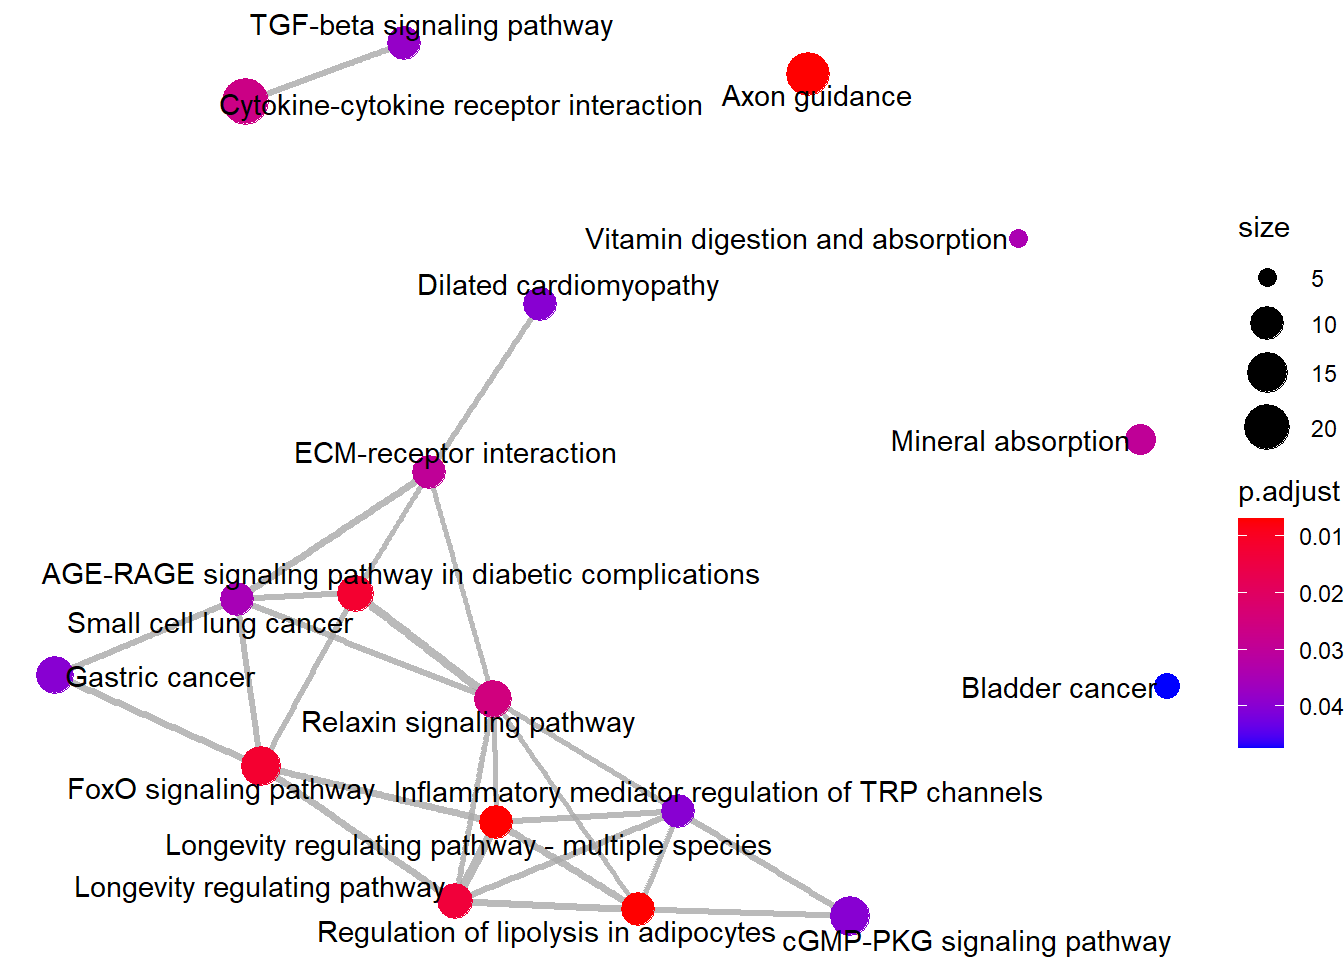 TGF-beta signaling pathway
Cytokine-cytokine receptor interaction
Axon guidance
Vitamin digestion and absorption
Dilated cardiomyopathy
Mineral absorption
ECM-receptor interaction
AGE-RAGE signaling pathway in diabetic complications
Small cell lung cancer
Gastric cancer
Bladder cancer
Relaxin signaling pathway
FoxO signaling pathway
Inflammatory mediator regulation of TRP channels
Longevity regulating pathway - multiple species
Longevity regulating pathway
Regulation of lipolysis in adipocytes
cGMP-PKG signaling pathway
size
5
10
15
20
p.adjust
0.01
0.02
0.03
0.04